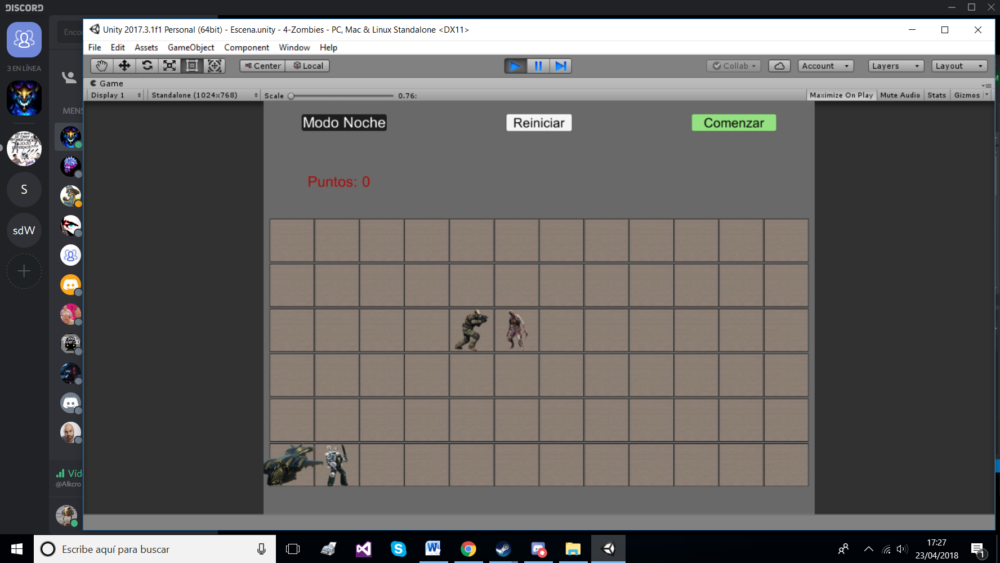 DISCORD
Enco
3 EN LÍNEA
MENS
S
sdW
Víd
@Alkcro
Unity 2017.3.1f1 Personal (64bit) - Escena.unity - 4-Zombies - PC, Mac & Linux Standalone <DX11>
File Edit Assets GameObject Component Window Help
Center Local Collab Account Layers Layout
Game
Display 1 Standalone (1024x768) Scale 0.76: Maximize On Play Mute Audio Stats Gizmos
Modo Noche Reiniciar Comenzar
Puntos: 0
Escribe aquí para buscar
17:27
23/04/2018
1